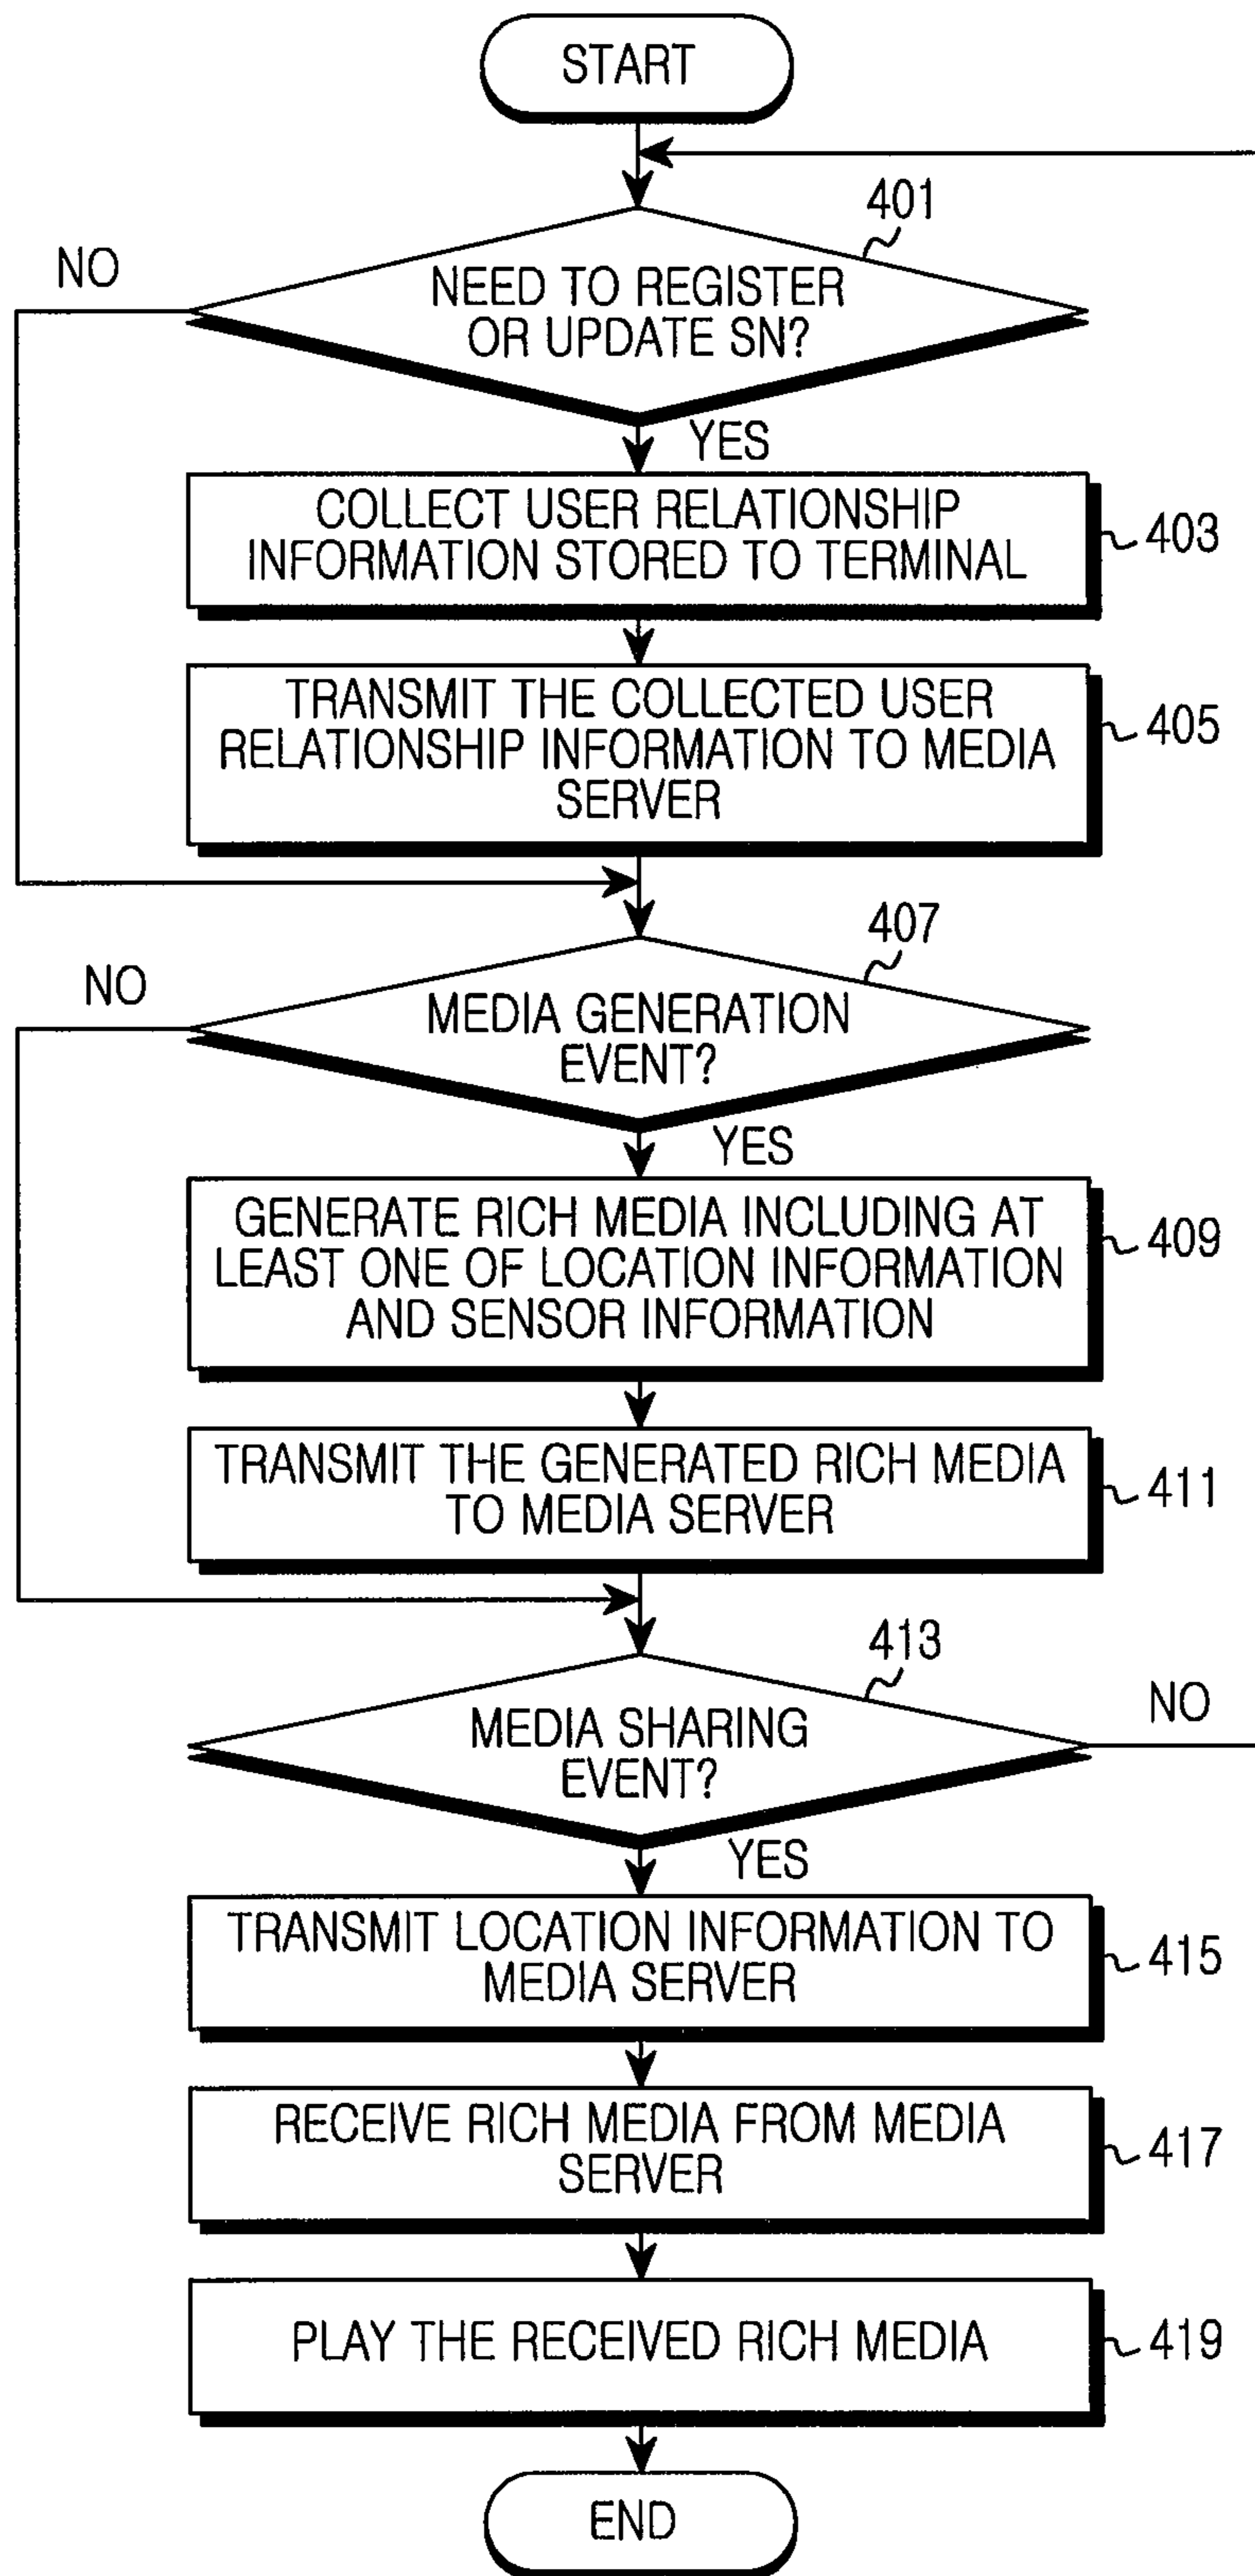 START
401
NO
NEED TO REGISTER
OR UPDATE SN?
YES
COLLECT USER RELATIONSHIP
INFORMATION STORED TO TERMINAL
403
TRANSMIT THE COLLECTED USER
RELATIONSHIP INFORMATION TO MEDIA
SERVER
405
407
NO
MEDIA GENERATION
EVENT?
YES
GENERATE RICH MEDIA INCLUDING AT
LEAST ONE OF LOCATION INFORMATION
AND SENSOR INFORMATION
409
TRANSMIT THE GENERATED RICH MEDIA
TO MEDIA SERVER
411
413
NO
MEDIA SHARING
EVENT?
YES
TRANSMIT LOCATION INFORMATION TO
MEDIA SERVER
415
RECEIVE RICH MEDIA FROM MEDIA
SERVER
417
PLAY THE RECEIVED RICH MEDIA
419
END